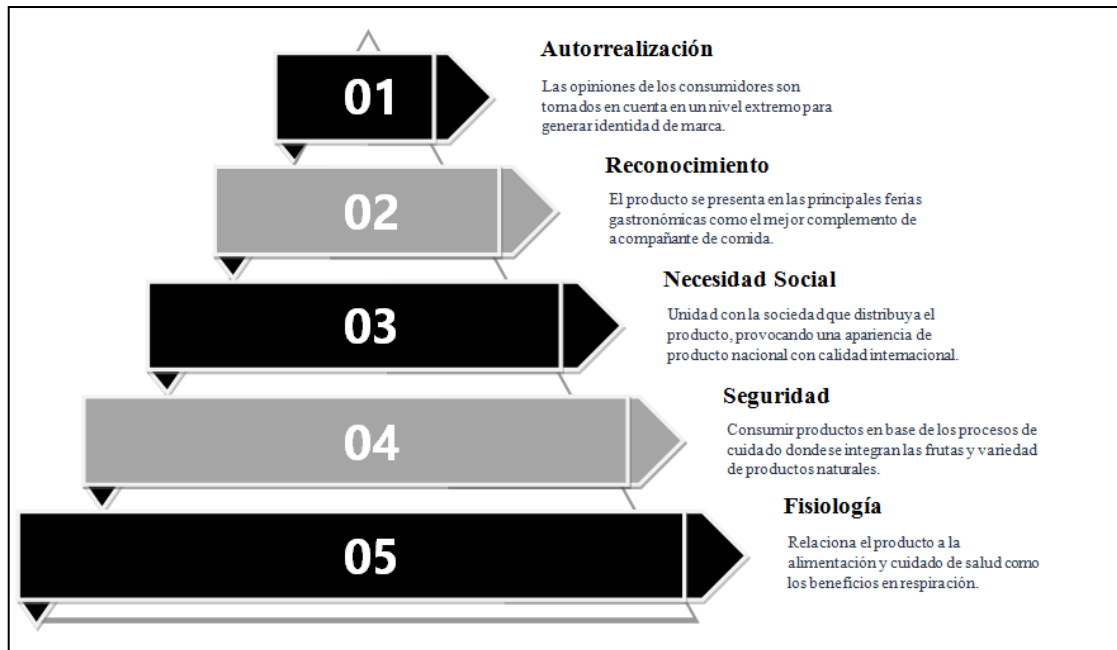 01
Autorrealización
Las opiniones de los consumidores son
tomados en cuenta en un nivel extremo para
generar identidad de marca.
02
Reconocimiento
El producto se presenta en las principales ferias
gastronómicas como el mejor complemento de
acompañante de comida.
03
Necesidad Social
Unidad con la sociedad que distribuya el
producto, provocando una apariencia de
producto nacional con calidad internacional.
04
Seguridad
Consumir productos en base de los procesos de
cuidado donde se integran las frutas y variedad
de productos naturales.
05
Fisiología
Relaciona el producto a la
alimentación y cuidado de salud como
los beneficios en respiración.